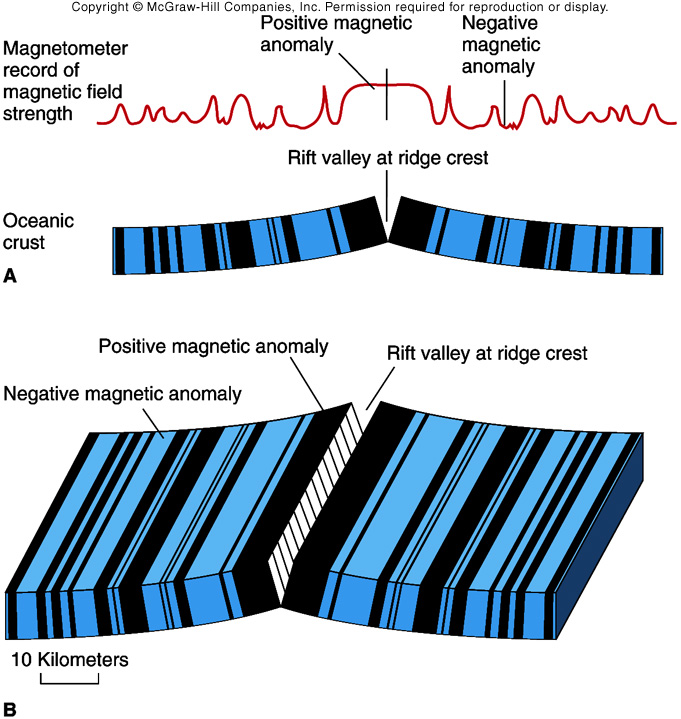 Copyright © McGraw-Hill Companies, Inc. Permission required for reproduction or display.
Magnetometer
record of
magnetic field
strength
Positive magnetic
anomaly
Negative
magnetic
anomaly
Rift valley at ridge crest
Oceanic
crust
A
Positive magnetic anomaly
Rift valley at ridge crest
Negative magnetic anomaly
10 Kilometers
B